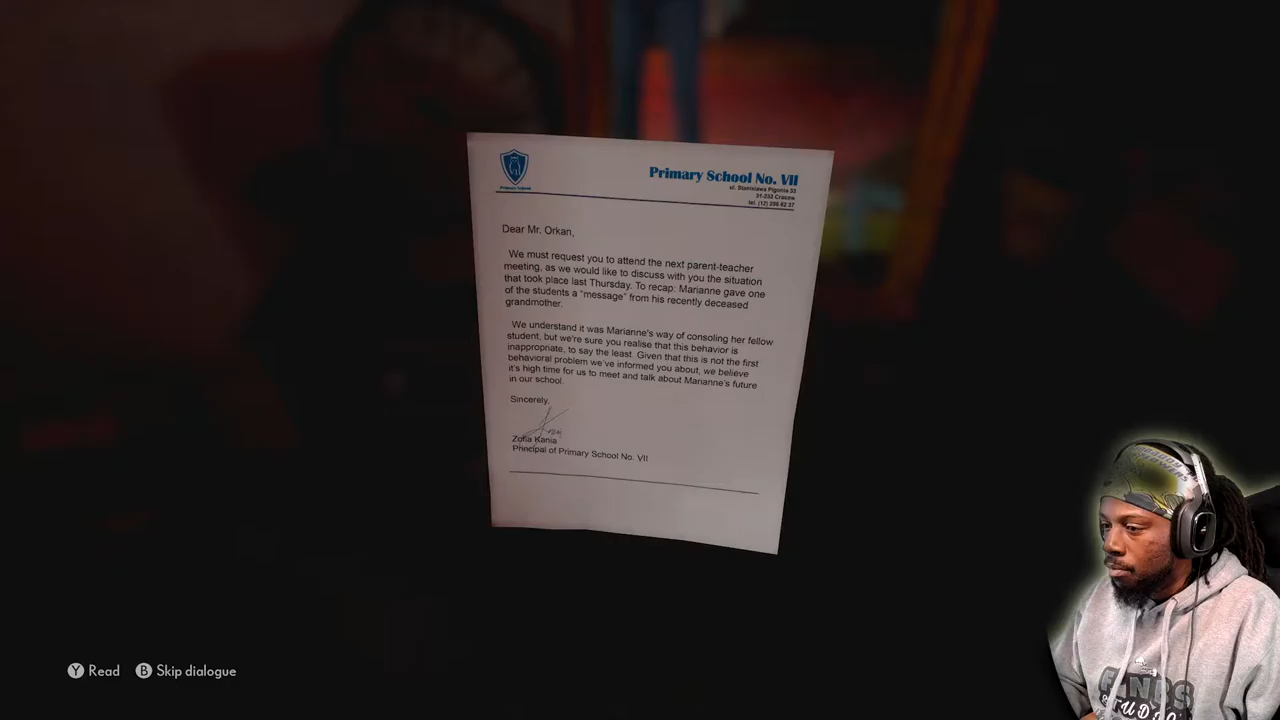 Primary School No. VII
ul. Stanisława Pigonia 33
31-232 Cracow
tel. (12) 298 82 37
Primary School
Dear Mr. Orkan,
We must request you to attend the next parent-teacher
meeting, as we would like to discuss with you the situation
that took place last Thursday. To recap: Marianne gave one
of the students a “message” from his recently deceased
grandmother.
We understand it was Marianne's way of consoling her fellow
student, but we're sure you realise that this behavior is
inappropriate, to say the least. Given that this is not the first
behavioral problem we've informed you about, we believe
it's high time for us to meet and talk about Marianne's future
in our school.
Sincerely,
Zofia Kania
Principal of Primary School No. VII
Y Read B Skip dialogue